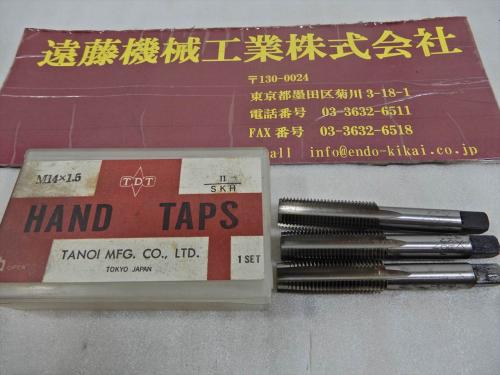 遠藤機械工業株式会社
〒130-0024
東京都墨田区菊川 3-18-1
電話番号 03-3632-6511
FAX番号 03-3632-6518
mail info@endo-kikai.co.jp
M14×1.5
TDT
SKH
HAND TAPS
TANOI MFG. CO., LTD.
TOKYO JAPAN
1 SET
OPEN